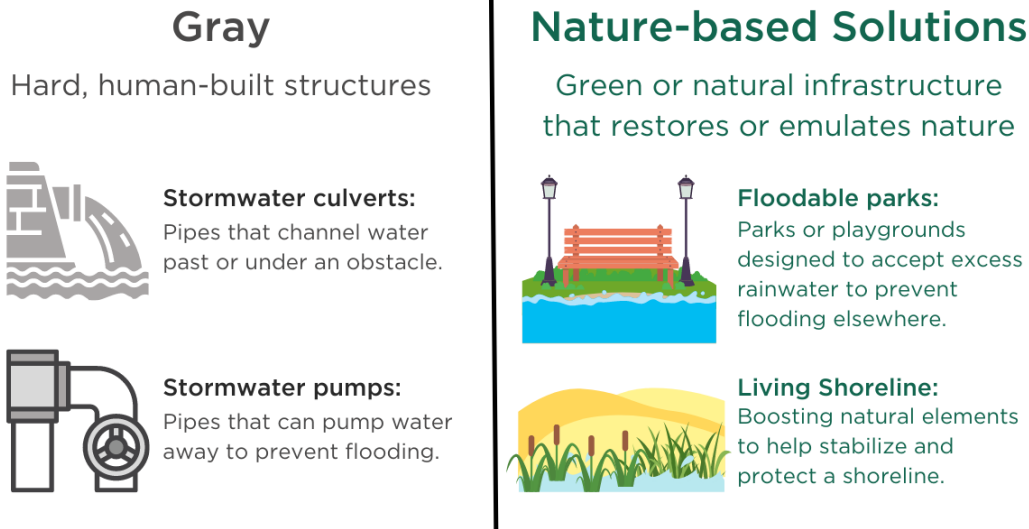 Gray
Hard, human-built structures
Stormwater culverts:
Pipes that channel water
past or under an obstacle.
Stormwater pumps:
Pipes that can pump water
away to prevent flooding.
Nature-based Solutions
Green or natural infrastructure
that restores or emulates nature
Floodable parks:
Parks or playgrounds
designed to accept excess
rainwater to prevent
flooding elsewhere.
Living Shoreline:
Boosting natural elements
to help stabilize and
protect a shoreline.